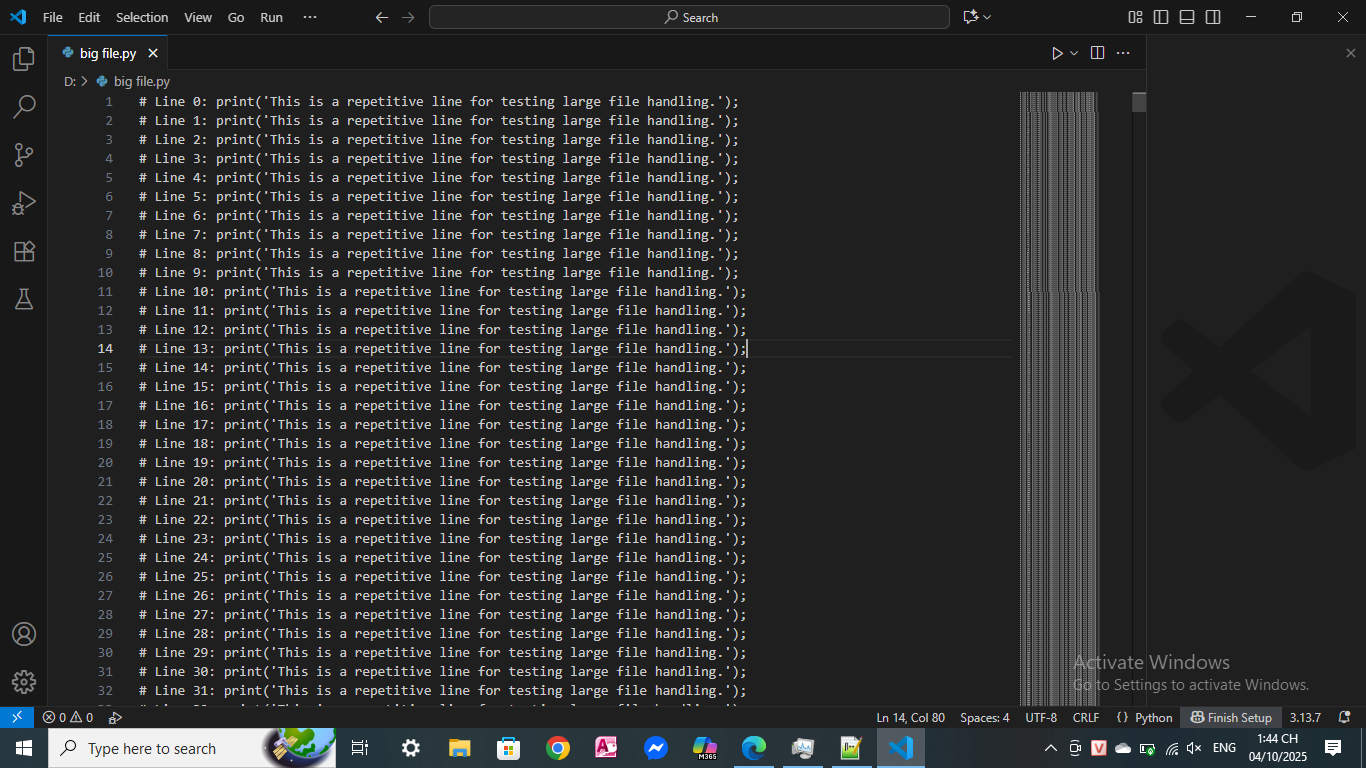 File Edit Selection View Go Run ··· Search
big file.py
D: > big file.py
1 # Line 0: print('This is a repetitive line for testing large file handling.');
2 # Line 1: print('This is a repetitive line for testing large file handling.');
3 # Line 2: print('This is a repetitive line for testing large file handling.');
4 # Line 3: print('This is a repetitive line for testing large file handling.');
5 # Line 4: print('This is a repetitive line for testing large file handling.');
6 # Line 5: print('This is a repetitive line for testing large file handling.');
7 # Line 6: print('This is a repetitive line for testing large file handling.');
8 # Line 7: print('This is a repetitive line for testing large file handling.');
9 # Line 8: print('This is a repetitive line for testing large file handling.');
10 # Line 9: print('This is a repetitive line for testing large file handling.');
11 # Line 10: print('This is a repetitive line for testing large file handling.');
12 # Line 11: print('This is a repetitive line for testing large file handling.');
13 # Line 12: print('This is a repetitive line for testing large file handling.');
14 # Line 13: print('This is a repetitive line for testing large file handling.');
15 # Line 14: print('This is a repetitive line for testing large file handling.');
16 # Line 15: print('This is a repetitive line for testing large file handling.');
17 # Line 16: print('This is a repetitive line for testing large file handling.');
18 # Line 17: print('This is a repetitive line for testing large file handling.');
19 # Line 18: print('This is a repetitive line for testing large file handling.');
20 # Line 19: print('This is a repetitive line for testing large file handling.');
21 # Line 20: print('This is a repetitive line for testing large file handling.');
22 # Line 21: print('This is a repetitive line for testing large file handling.');
23 # Line 22: print('This is a repetitive line for testing large file handling.');
24 # Line 23: print('This is a repetitive line for testing large file handling.');
25 # Line 24: print('This is a repetitive line for testing large file handling.');
26 # Line 25: print('This is a repetitive line for testing large file handling.');
27 # Line 26: print('This is a repetitive line for testing large file handling.');
28 # Line 27: print('This is a repetitive line for testing large file handling.');
29 # Line 28: print('This is a repetitive line for testing large file handling.');
30 # Line 29: print('This is a repetitive line for testing large file handling.');
31 # Line 30: print('This is a repetitive line for testing large file handling.');
32 # Line 31: print('This is a repetitive line for testing large file handling.');
Activate Windows
Go to Settings to activate Windows.
0 0 Ln 14, Col 80 Spaces: 4 UTF-8 CRLF {} Python Finish Setup 3.13.7
Type here to search M365 V ENG 1:44 CH
04/10/2025